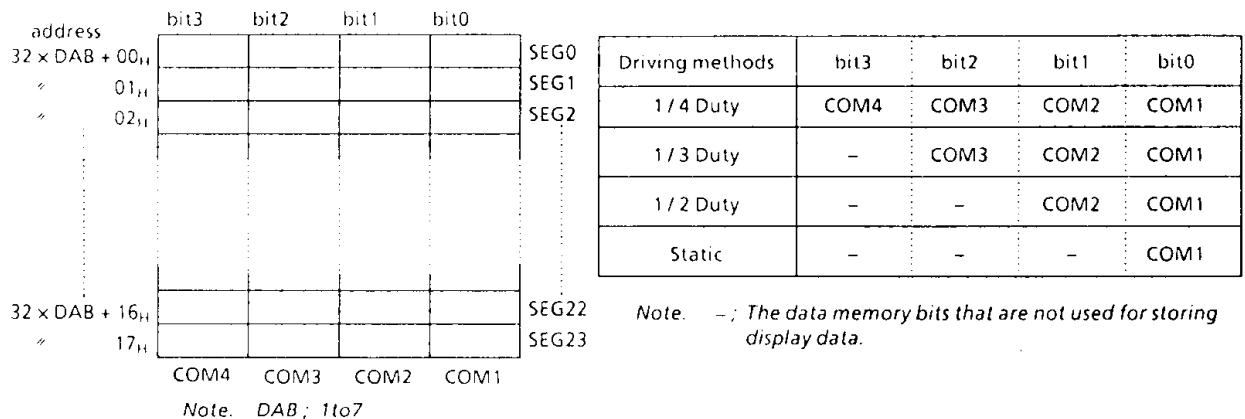 bit3 bit2 bit1 bit0
address
32 × DAB + 00H SEG0
〃 01H SEG1
〃 02H SEG2
32 × DAB + 16H SEG22
〃 17H SEG23
COM4 COM3 COM2 COM1
Note. DAB ; 1to7
Driving methods bit3 bit2 bit1 bit0
1 / 4 Duty COM4 COM3 COM2 COM1
1 / 3 Duty – COM3 COM2 COM1
1 / 2 Duty – – COM2 COM1
Static – – – COM1
Note. – ; The data memory bits that are not used for storing
display data.